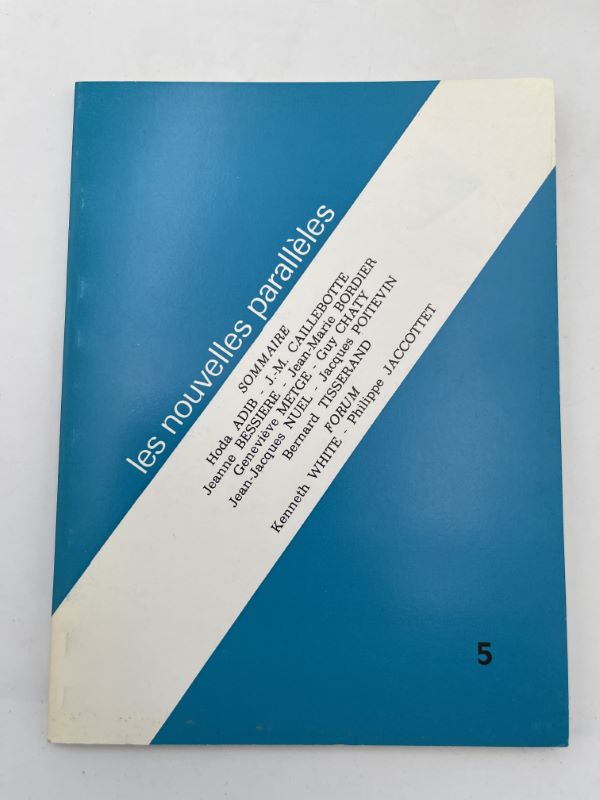 les nouvelles parallèles
SOMMAIRE
Hoda ADIB - J.-M. CAILLEBOTTE
Jeanne BESSIERE - Jean-Marie BORDIER
Geneviève METGE - Guy CHATY
Jean-Jacques NUEL - Jacques POITEVIN
Bernard TISSERAND
FORUM
Kenneth WHITE - Philippe JACCOTTET
5